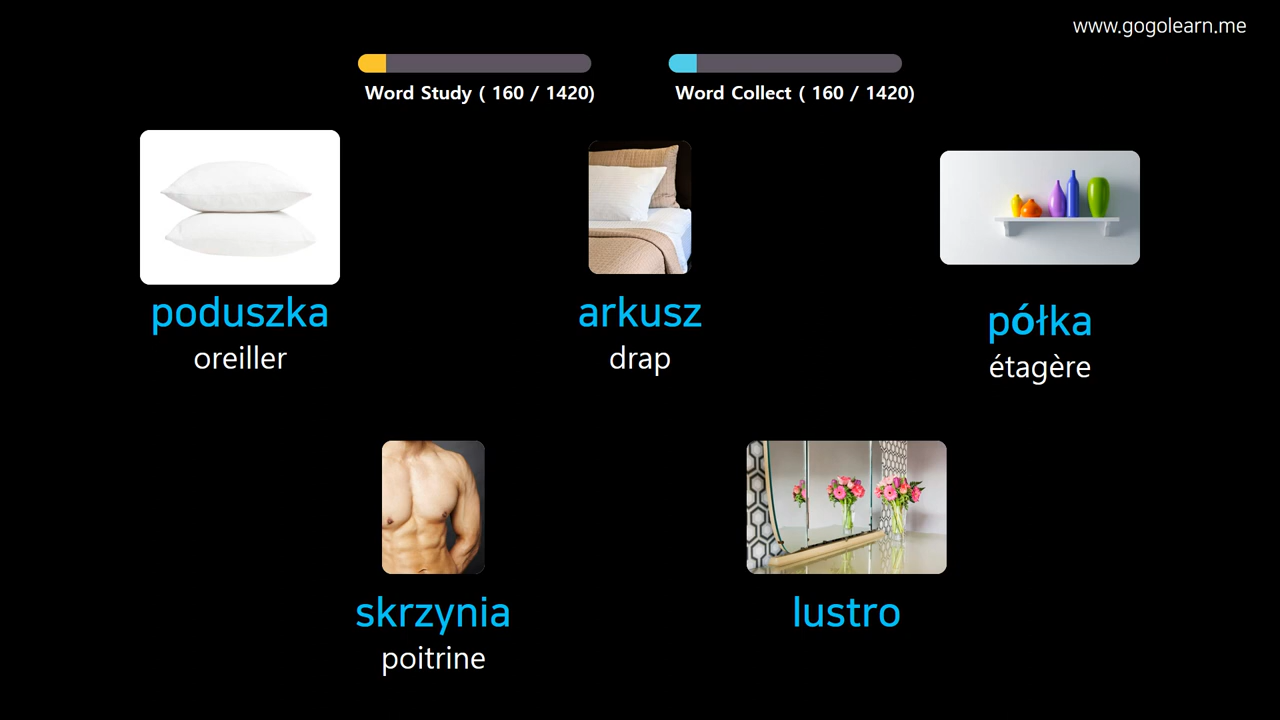 www.gogolearn.me
Word Study ( 160 / 1420)
Word Collect ( 160 / 1420)
poduszka
oreiller
arkusz
drap
półka
étagère
skrzynia
poitrine
lustro